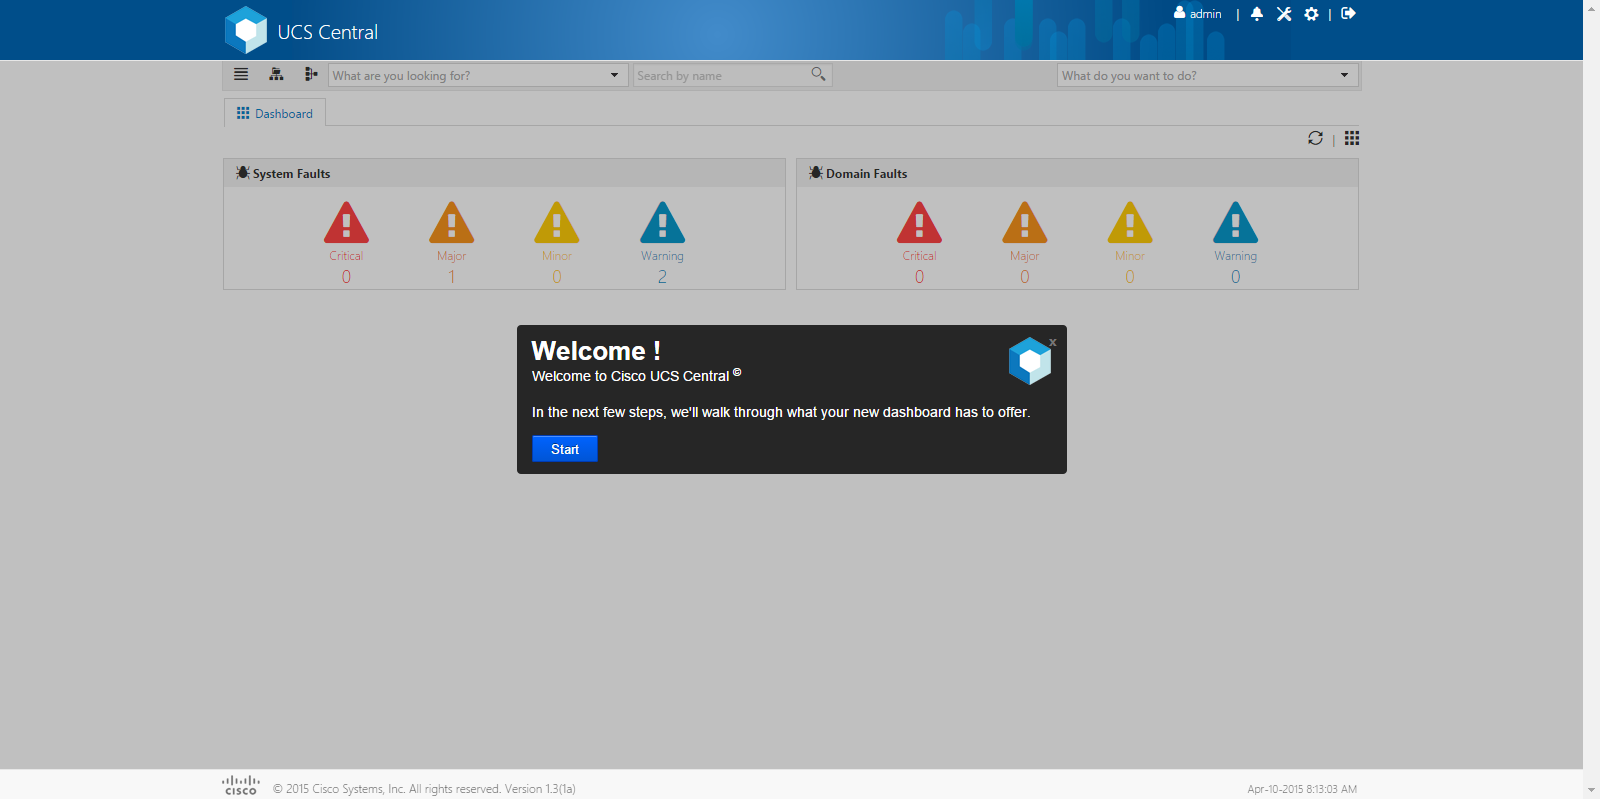 UCS Central
admin
What are you looking for?
Search by name
What do you want to do?
Dashboard
System Faults
Critical
0
Major
1
Minor
0
Warning
2
Domain Faults
Critical
0
Major
0
Minor
0
Warning
0
Welcome !
x
Welcome to Cisco UCS Central ©
In the next few steps, we'll walk through what your new dashboard has to offer.
Start
CISCO
© 2015 Cisco Systems, Inc. All rights reserved. Version 1.3(1a)
Apr-10-2015 8:13:03 AM